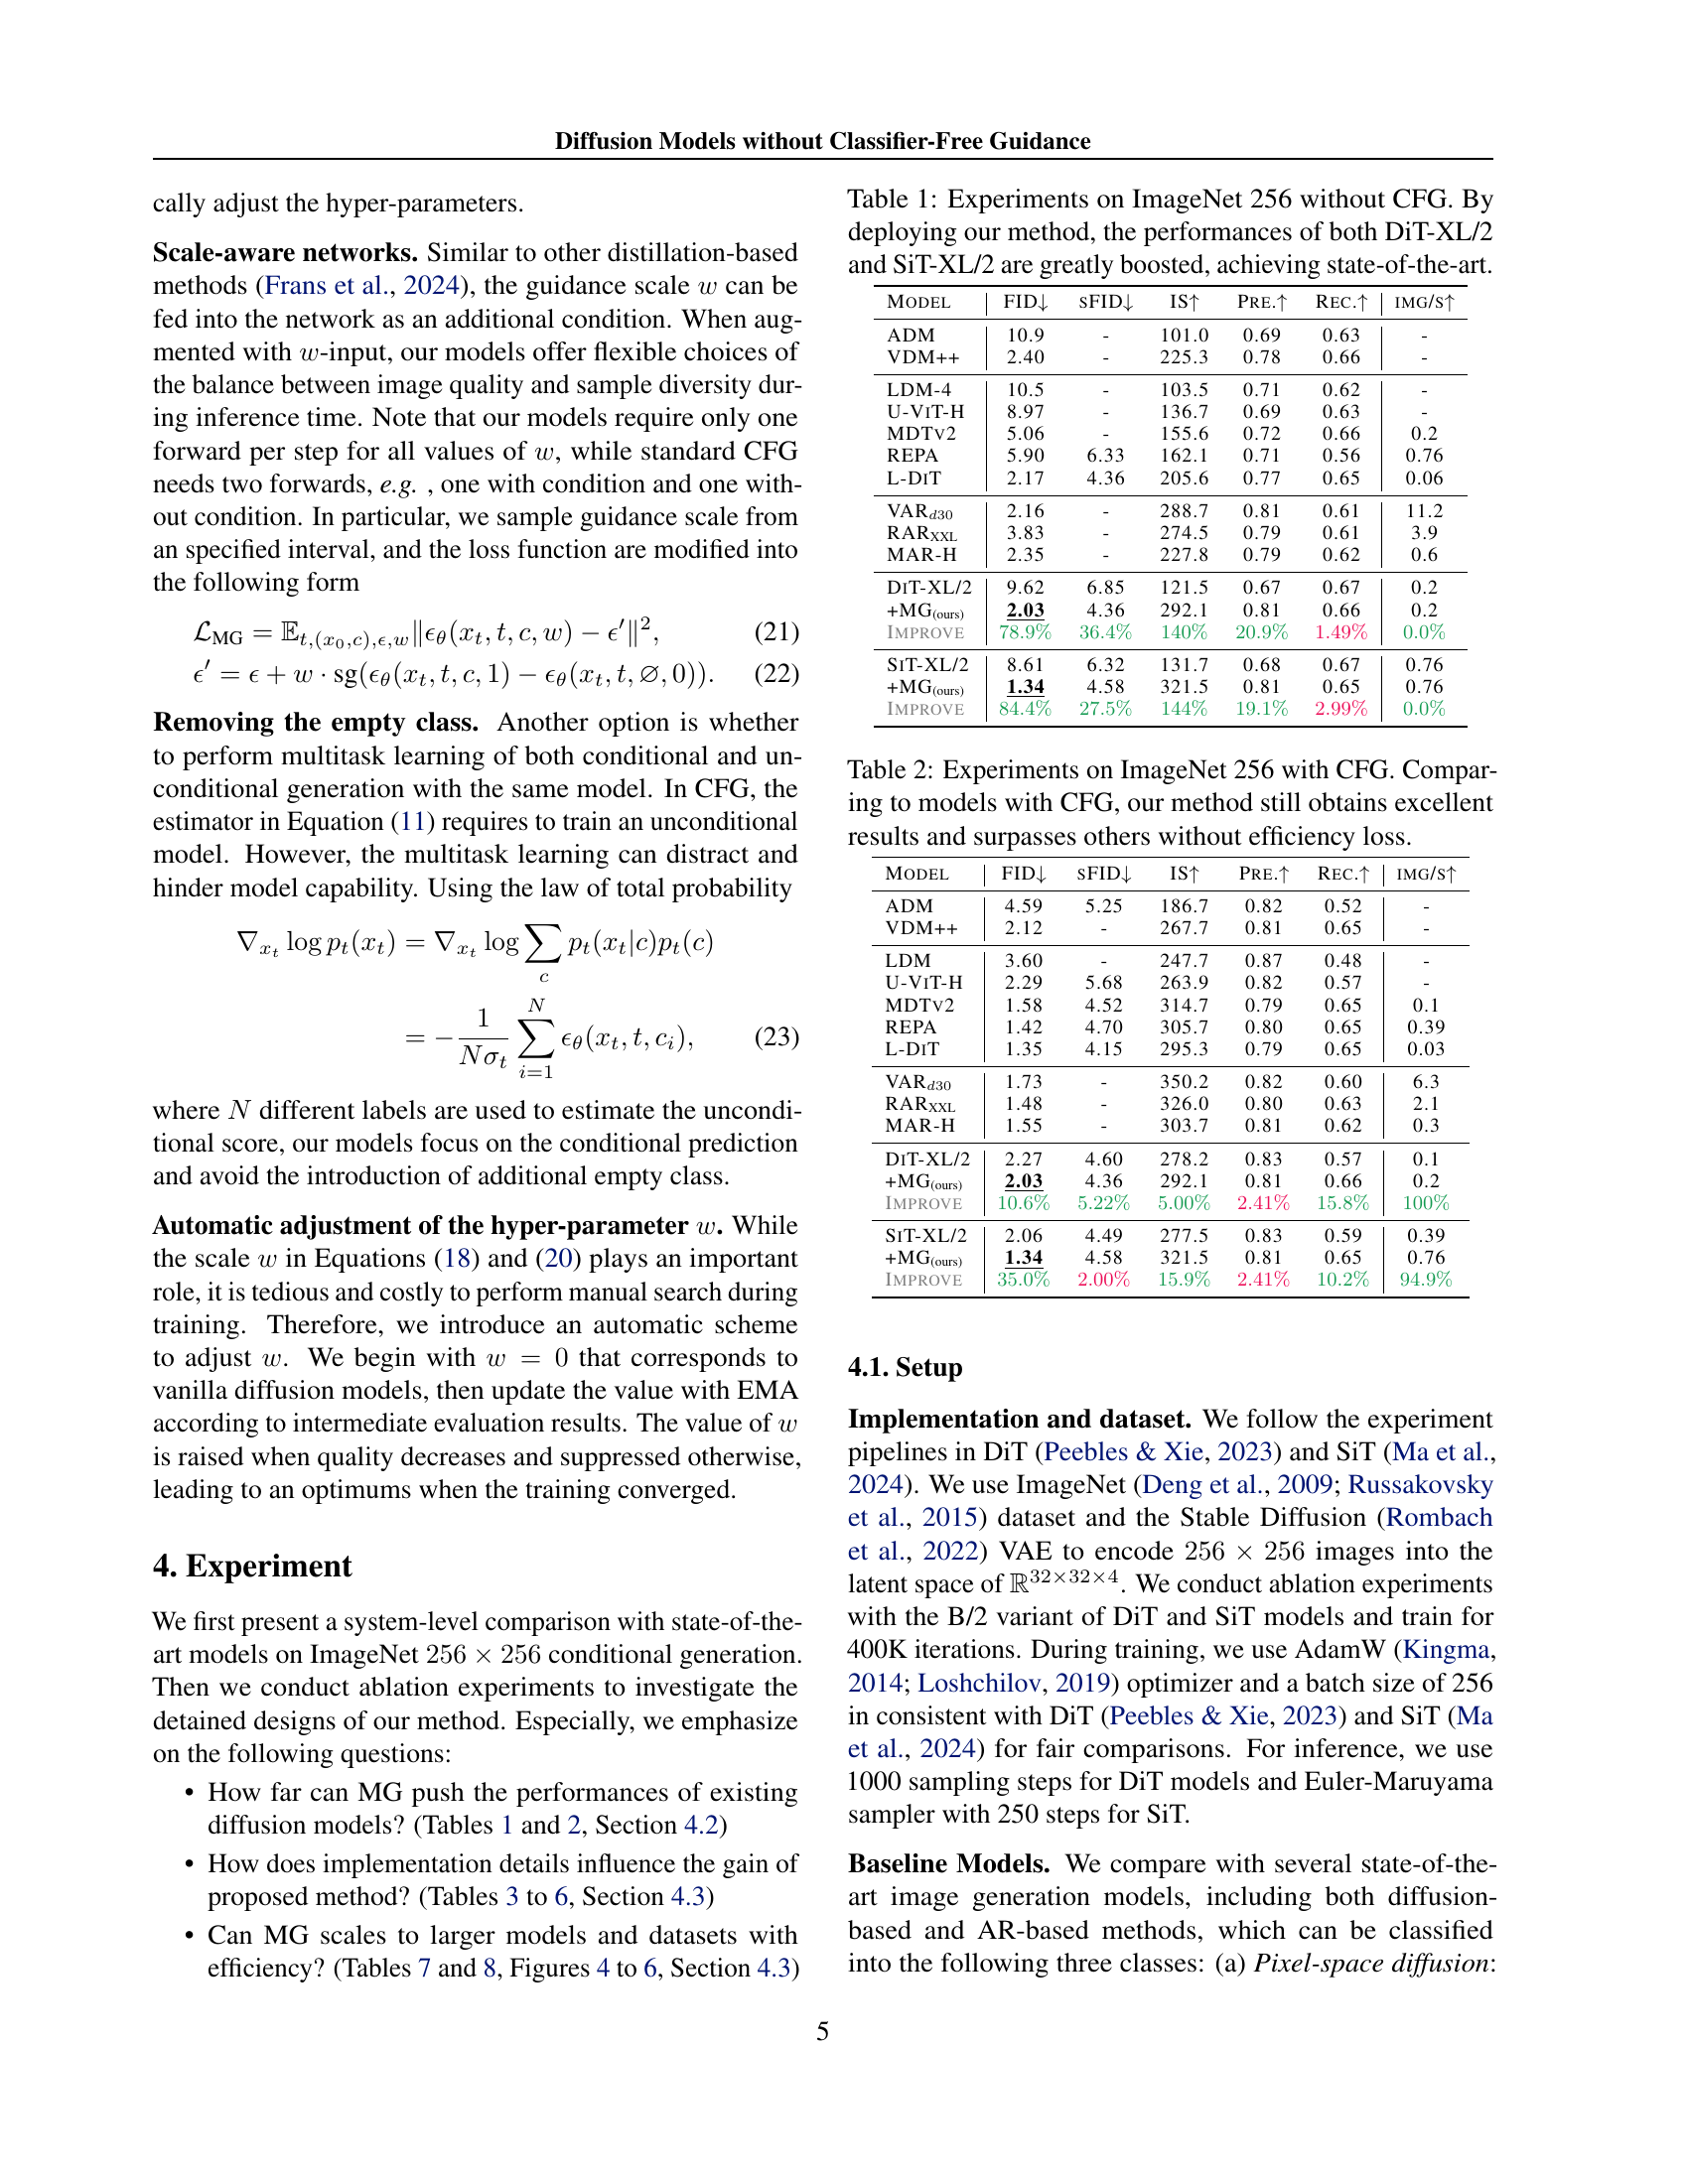 Diffusion Models without Classifier-Free Guidance
cally adjust the hyper-parameters.
Scale-aware networks. Similar to other distillation-based
methods (Frans et al., 2024), the guidance scale w can be
fed into the network as an additional condition. When aug-
mented with w-input, our models offer flexible choices of
the balance between image quality and sample diversity dur-
ing inference time. Note that our models require only one
forward per step for all values of w, while standard CFG
needs two forwards, e.g. , one with condition and one with-
out condition. In particular, we sample guidance scale from
an specified interval, and the loss function are modified into
the following form
ℒ_MG = 𝔼_{t,(x_0,c),ϵ,w}‖ϵ_θ(x_t, t, c, w) − ϵ′‖², (21)
ϵ′ = ϵ + w · sg(ϵ_θ(x_t, t, c, 1) − ϵ_θ(x_t, t, ∅, 0)). (22)
Removing the empty class. Another option is whether
to perform multitask learning of both conditional and un-
conditional generation with the same model. In CFG, the
estimator in Equation (11) requires to train an unconditional
model. However, the multitask learning can distract and
hinder model capability. Using the law of total probability
∇_{x_t} log p_t(x_t) = ∇_{x_t} log ∑_c p_t(x_t|c)p_t(c)
= − 1/(Nσ_t) ∑_{i=1}^{N} ϵ_θ(x_t, t, c_i), (23)
where N different labels are used to estimate the uncondi-
tional score, our models focus on the conditional prediction
and avoid the introduction of additional empty class.
Automatic adjustment of the hyper-parameter w. While
the scale w in Equations (18) and (20) plays an important
role, it is tedious and costly to perform manual search during
training. Therefore, we introduce an automatic scheme
to adjust w. We begin with w = 0 that corresponds to
vanilla diffusion models, then update the value with EMA
according to intermediate evaluation results. The value of w
is raised when quality decreases and suppressed otherwise,
leading to an optimums when the training converged.
4. Experiment
We first present a system-level comparison with state-of-the-
art models on ImageNet 256 × 256 conditional generation.
Then we conduct ablation experiments to investigate the
detained designs of our method. Especially, we emphasize
on the following questions:
• How far can MG push the performances of existing
diffusion models? (Tables 1 and 2, Section 4.2)
• How does implementation details influence the gain of
proposed method? (Tables 3 to 6, Section 4.3)
• Can MG scales to larger models and datasets with
efficiency? (Tables 7 and 8, Figures 4 to 6, Section 4.3)
Table 1: Experiments on ImageNet 256 without CFG. By
deploying our method, the performances of both DiT-XL/2
and SiT-XL/2 are greatly boosted, achieving state-of-the-art.
MODEL FID↓ SFID↓ IS↑ PRE.↑ REC.↑ IMG/S↑
ADM 10.9 - 101.0 0.69 0.63 -
VDM++ 2.40 - 225.3 0.78 0.66 -
LDM-4 10.5 - 103.5 0.71 0.62 -
U-VIT-H 8.97 - 136.7 0.69 0.63 -
MDTV2 5.06 - 155.6 0.72 0.66 0.2
REPA 5.90 6.33 162.1 0.71 0.56 0.76
L-DIT 2.17 4.36 205.6 0.77 0.65 0.06
VAR_d30 2.16 - 288.7 0.81 0.61 11.2
RAR_XXL 3.83 - 274.5 0.79 0.61 3.9
MAR-H 2.35 - 227.8 0.79 0.62 0.6
DIT-XL/2 9.62 6.85 121.5 0.67 0.67 0.2
+MG(ours) 2.03 4.36 292.1 0.81 0.66 0.2
IMPROVE 78.9% 36.4% 140% 20.9% 1.49% 0.0%
SIT-XL/2 8.61 6.32 131.7 0.68 0.67 0.76
+MG(ours) 1.34 4.58 321.5 0.81 0.65 0.76
IMPROVE 84.4% 27.5% 144% 19.1% 2.99% 0.0%
Table 2: Experiments on ImageNet 256 with CFG. Compar-
ing to models with CFG, our method still obtains excellent
results and surpasses others without efficiency loss.
MODEL FID↓ SFID↓ IS↑ PRE.↑ REC.↑ IMG/S↑
ADM 4.59 5.25 186.7 0.82 0.52 -
VDM++ 2.12 - 267.7 0.81 0.65 -
LDM 3.60 - 247.7 0.87 0.48 -
U-VIT-H 2.29 5.68 263.9 0.82 0.57 -
MDTV2 1.58 4.52 314.7 0.79 0.65 0.1
REPA 1.42 4.70 305.7 0.80 0.65 0.39
L-DIT 1.35 4.15 295.3 0.79 0.65 0.03
VAR_d30 1.73 - 350.2 0.82 0.60 6.3
RAR_XXL 1.48 - 326.0 0.80 0.63 2.1
MAR-H 1.55 - 303.7 0.81 0.62 0.3
DIT-XL/2 2.27 4.60 278.2 0.83 0.57 0.1
+MG(ours) 2.03 4.36 292.1 0.81 0.66 0.2
IMPROVE 10.6% 5.22% 5.00% 2.41% 15.8% 100%
SIT-XL/2 2.06 4.49 277.5 0.83 0.59 0.39
+MG(ours) 1.34 4.58 321.5 0.81 0.65 0.76
IMPROVE 35.0% 2.00% 15.9% 2.41% 10.2% 94.9%
4.1. Setup
Implementation and dataset. We follow the experiment
pipelines in DiT (Peebles & Xie, 2023) and SiT (Ma et al.,
2024). We use ImageNet (Deng et al., 2009; Russakovsky
et al., 2015) dataset and the Stable Diffusion (Rombach
et al., 2022) VAE to encode 256 × 256 images into the
latent space of ℝ^{32×32×4}. We conduct ablation experiments
with the B/2 variant of DiT and SiT models and train for
400K iterations. During training, we use AdamW (Kingma,
2014; Loshchilov, 2019) optimizer and a batch size of 256
in consistent with DiT (Peebles & Xie, 2023) and SiT (Ma
et al., 2024) for fair comparisons. For inference, we use
1000 sampling steps for DiT models and Euler-Maruyama
sampler with 250 steps for SiT.
Baseline Models. We compare with several state-of-the-
art image generation models, including both diffusion-
based and AR-based methods, which can be classified
into the following three classes: (a) Pixel-space diffusion:
5